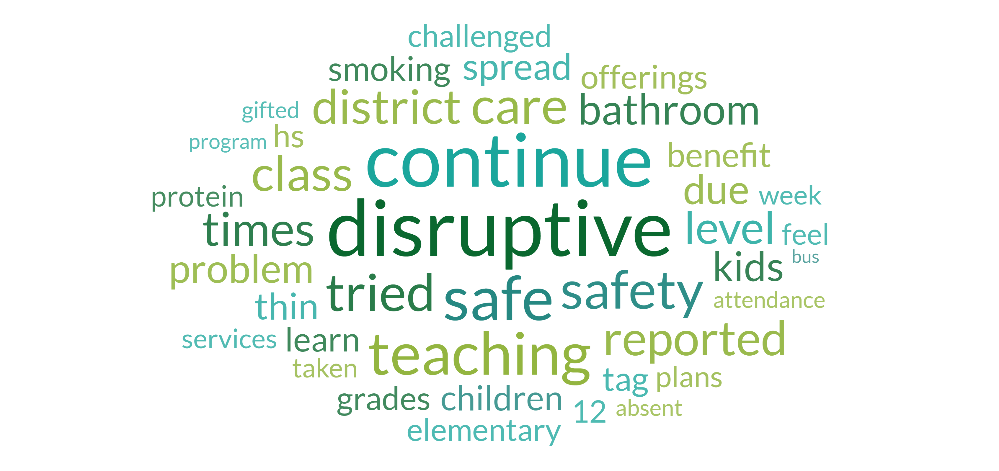 challenged
smoking spread offerings
gifted district care bathroom
program hs continue benefit
class due week
protein disruptive level feel
times kids bus
problem tried safe safety attendance
thin reported
services learn teaching
taken tag plans
grades children 12 absent
elementary